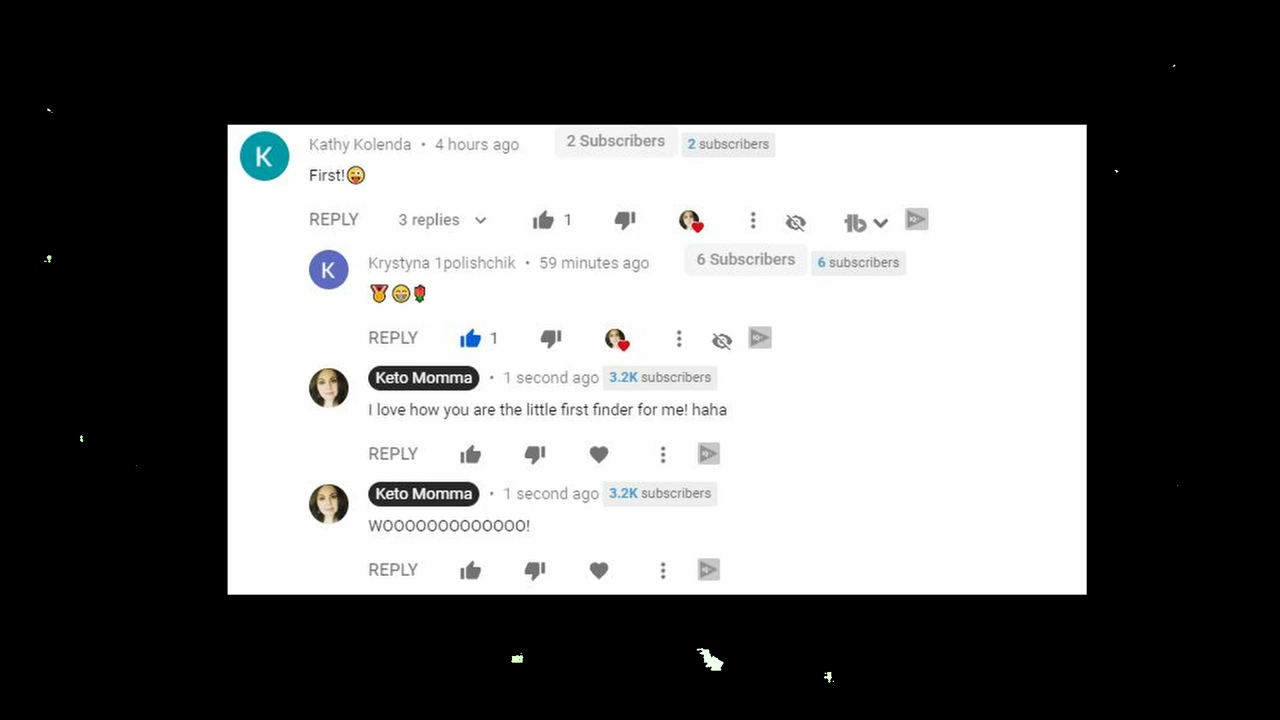 K
Kathy Kolenda • 4 hours ago 2 Subscribers 2 subscribers
First!😜
REPLY 3 replies 1
K
Krystyna 1polishchik • 59 minutes ago 6 Subscribers 6 subscribers
🏅😁🌹
REPLY 1
Keto Momma • 1 second ago 3.2K subscribers
I love how you are the little first finder for me! haha
REPLY
Keto Momma • 1 second ago 3.2K subscribers
WOOOOOOOOOOOOO!
REPLY